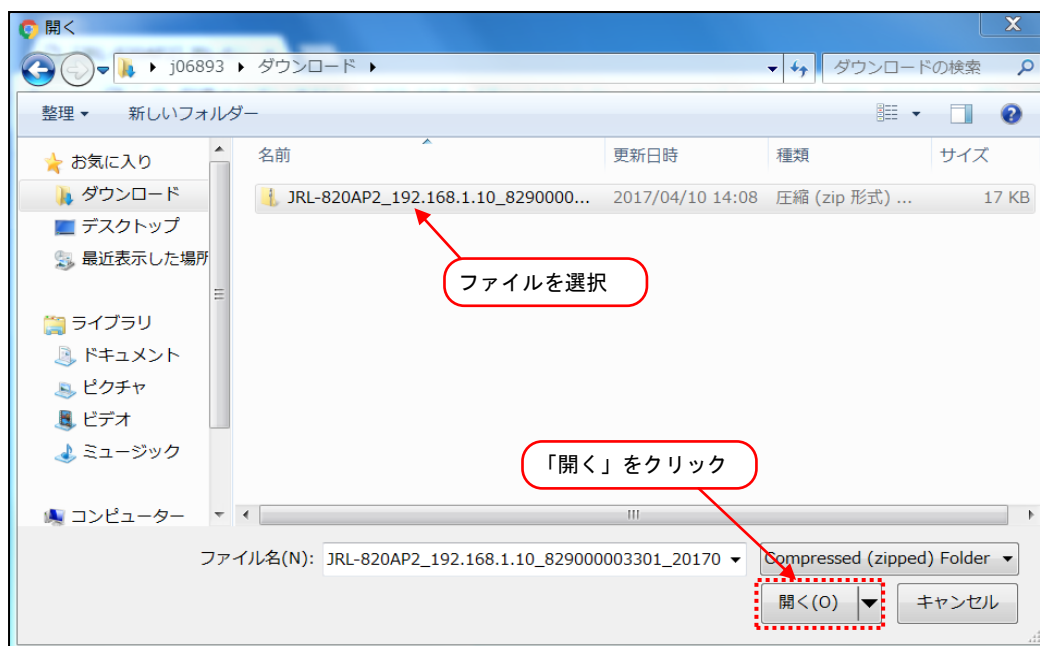 開く
j06893 ダウンロード ダウンロードの検索
整理 新しいフォルダー
お気に入り
ダウンロード
デスクトップ
最近表示した場所
ライブラリ
ドキュメント
ピクチャ
ビデオ
ミュージック
コンピューター
名前 更新日時 種類 サイズ
JRL-820AP2_192.168.1.10_8290000... 2017/04/10 14:08 圧縮 (zip 形式) ... 17 KB
ファイルを選択
「開く」をクリック
ファイル名(N): JRL-820AP2_192.168.1.10_829000003301_20170 Compressed (zipped) Folder
開く(O) キャンセル